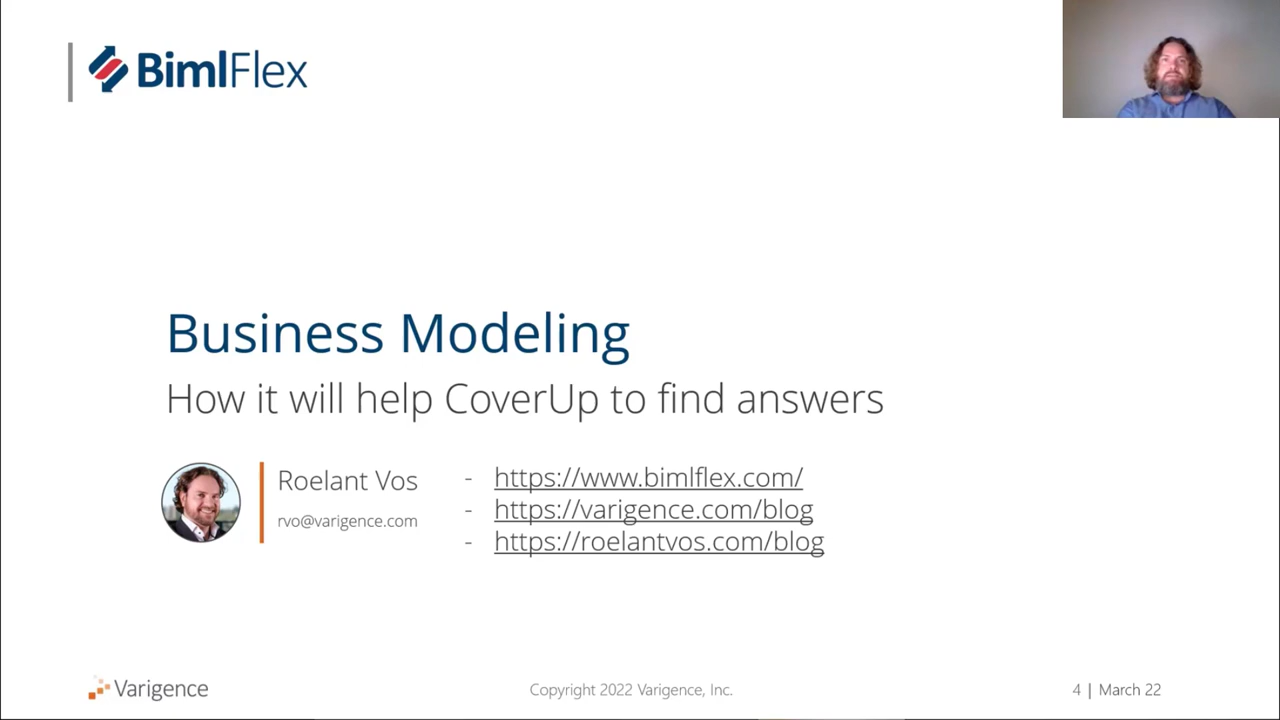 BimlFlex
Business Modeling
How it will help CoverUp to find answers
Roelant Vos
rvo@varigence.com
- https://www.bimlflex.com/
- https://varigence.com/blog
- https://roelantvos.com/blog
Varigence
Copyright 2022 Varigence, Inc.
4 | March 22